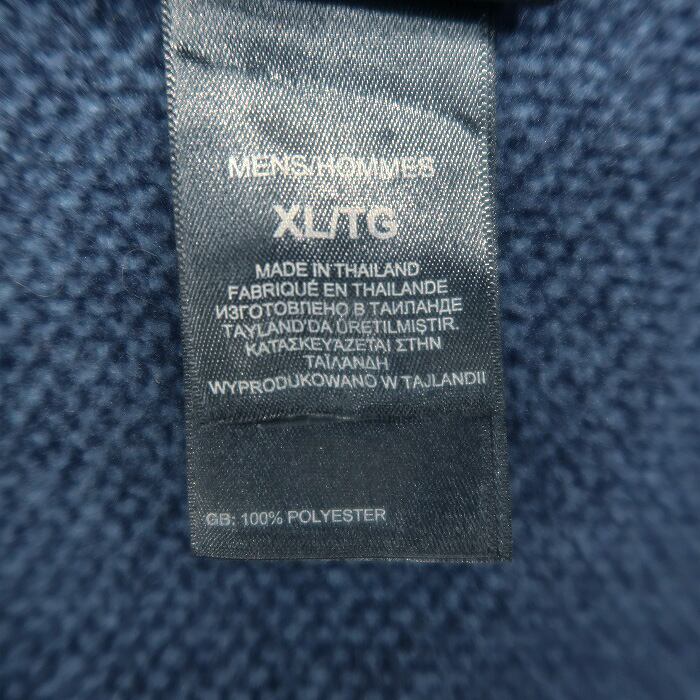 MENS/HOMMES
XL/TG
MADE IN THAILAND
FABRIQUÉ EN THAILANDE
ИЗГОТОВЛЕНО В ТАИЛАНДЕ
TAYLAND'DA ÜRETILMIŞTIR.
ΚΑΤΑΣΚΕΥΑΖΕΤΑΙ ΣΤΗΝ
ΤΑΪΛΑΝΔΗ
WYPRODUKOWANO W TAJLANDII
GB: 100% POLYESTER